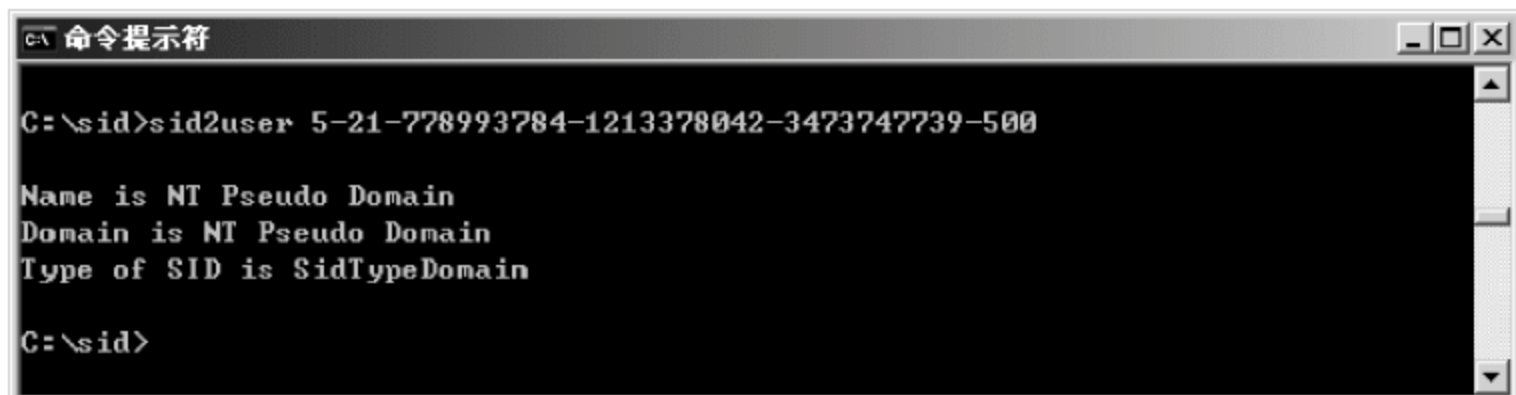 C:\ 命令提示符
C:\sid>sid2user 5-21-778993784-1213378042-3473747739-500
Name is NT Pseudo Domain
Domain is NT Pseudo Domain
Type of SID is SidTypeDomain
C:\sid>